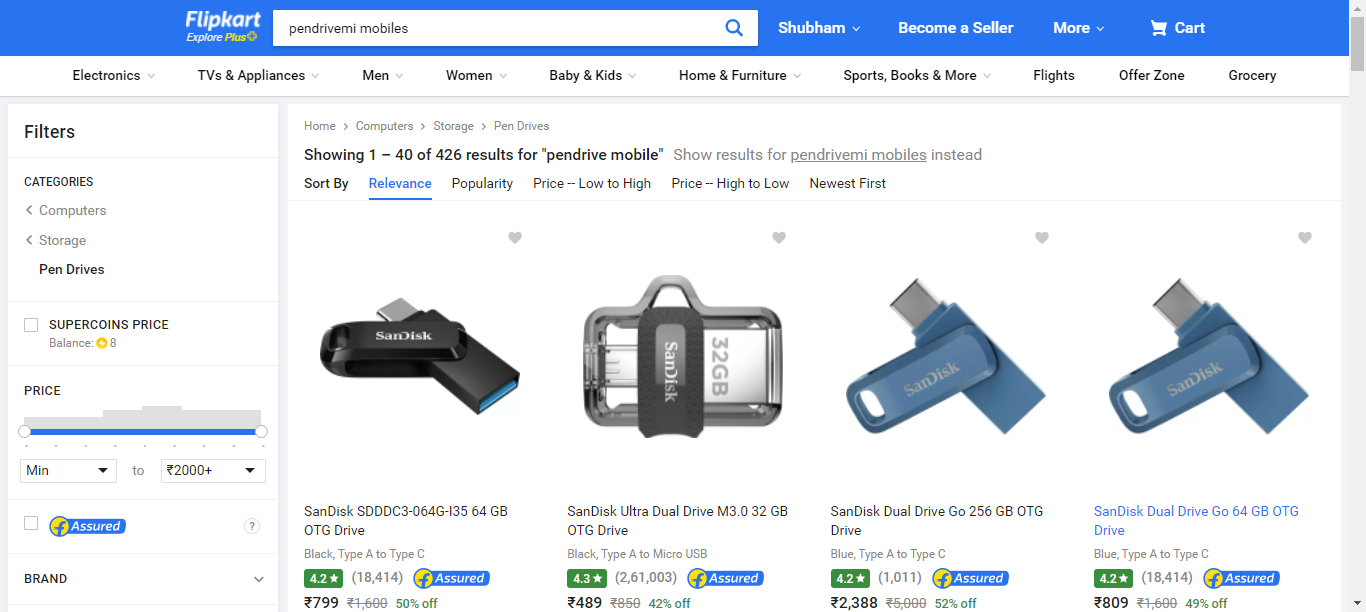 Flipkart
Explore Plus
pendrivemi mobiles
Shubham
Become a Seller
More
Cart
Electronics
TVs & Appliances
Men
Women
Baby & Kids
Home & Furniture
Sports, Books & More
Flights
Offer Zone
Grocery
Filters
CATEGORIES
Computers
Storage
Pen Drives
SUPERCOINS PRICE
Balance: 8
PRICE
Min to ₹2000+
Assured ?
BRAND
Home > Computers > Storage > Pen Drives
Showing 1 – 40 of 426 results for "pendrive mobile" Show results for pendrivemi mobiles instead
Sort By Relevance Popularity Price -- Low to High Price -- High to Low Newest First
SanDisk
SanDisk SDDDC3-064G-I35 64 GB
OTG Drive
Black, Type A to Type C
4.2★ (18,414) Assured
₹799 ₹1,600 50% off
SanDisk
32GB
SanDisk Ultra Dual Drive M3.0 32 GB
OTG Drive
Black, Type A to Micro USB
4.3★ (2,61,003) Assured
₹489 ₹850 42% off
SanDisk
SanDisk Dual Drive Go 256 GB OTG
Drive
Blue, Type A to Type C
4.2★ (1,011) Assured
₹2,388 ₹5,000 52% off
SanDisk
SanDisk Dual Drive Go 64 GB OTG
Drive
Blue, Type A to Type C
4.2★ (18,414) Assured
₹809 ₹1,600 49% off